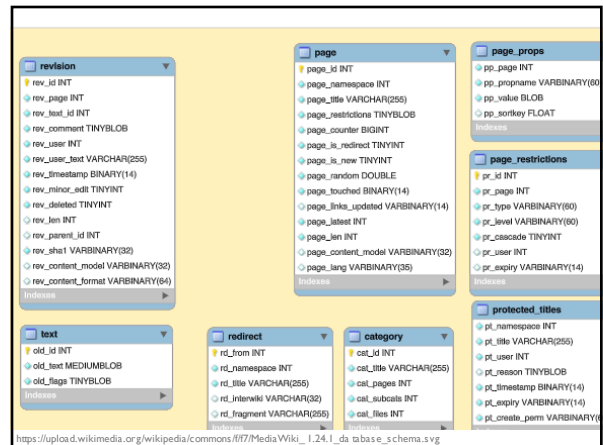 revision
rev_id INT
rev_page INT
rev_text_id INT
rev_comment TINYBLOB
rev_user INT
rev_user_text VARCHAR(255)
rev_timestamp BINARY(14)
rev_minor_edit TINYINT
rev_deleted TINYINT
rev_len INT
rev_parent_id INT
rev_sha1 VARBINARY(32)
rev_content_model VARBINARY(32)
rev_content_format VARBINARY(64)
Indexes
page
page_id INT
page_namespace INT
page_title VARCHAR(255)
page_restrictions TINYBLOB
page_counter BIGINT
page_is_redirect TINYINT
page_is_new TINYINT
page_random DOUBLE
page_touched BINARY(14)
page_links_updated VARBINARY(14)
page_latest INT
page_len INT
page_content_model VARBINARY(32)
page_lang VARBINARY(35)
Indexes
page_props
pp_page INT
pp_propname VARBINARY(60
pp_value BLOB
pp_sortkey FLOAT
Indexes
page_restrictions
pr_id INT
pr_page INT
pr_type VARBINARY(60)
pr_level VARBINARY(60)
pr_cascade TINYINT
pr_user INT
pr_expiry VARBINARY(14)
Indexes
protected_titles
pt_namespace INT
pt_title VARCHAR(255)
pt_user INT
pt_reason TINYBLOB
pt_timestamp BINARY(14)
pt_expiry VARBINARY(14)
pt_create_perm VARBINARY(6
text
old_id INT
old_text MEDIUMBLOB
old_flags TINYBLOB
Indexes
redirect
rd_from INT
rd_namespace INT
rd_title VARCHAR(255)
rd_interwiki VARCHAR(32)
rd_fragment VARCHAR(255)
Indexes
category
cat_id INT
cat_title VARCHAR(255)
cat_pages INT
cat_subcats INT
cat_files INT
Indexes
https://upload.wikimedia.org/wikipedia/commons/f/f7/MediaWiki_1.24.1_database_schema.svg